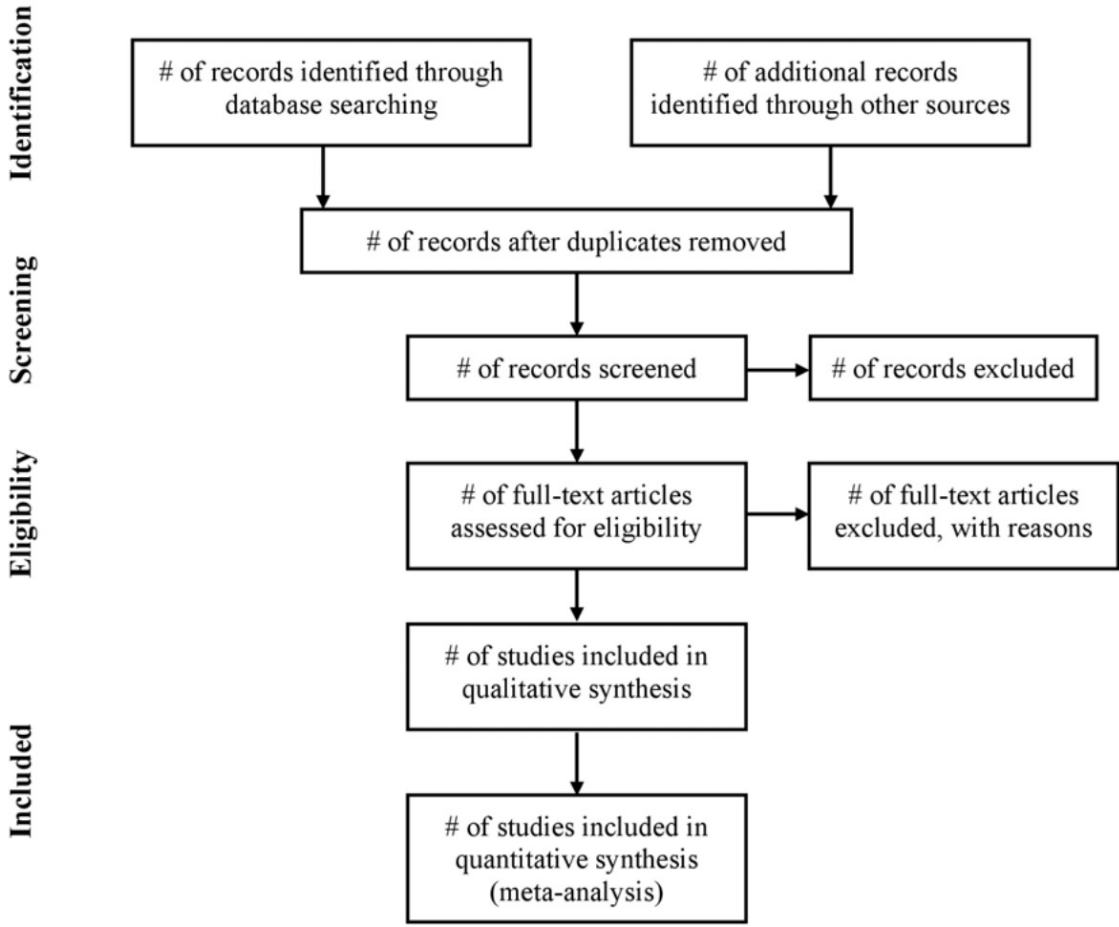 Identification
# of records identified through
database searching
# of additional records
identified through other sources
# of records after duplicates removed
Screening
# of records screened
# of records excluded
Eligibility
# of full-text articles
assessed for eligibility
# of full-text articles
excluded, with reasons
Included
# of studies included in
qualitative synthesis
# of studies included in
quantitative synthesis
(meta-analysis)